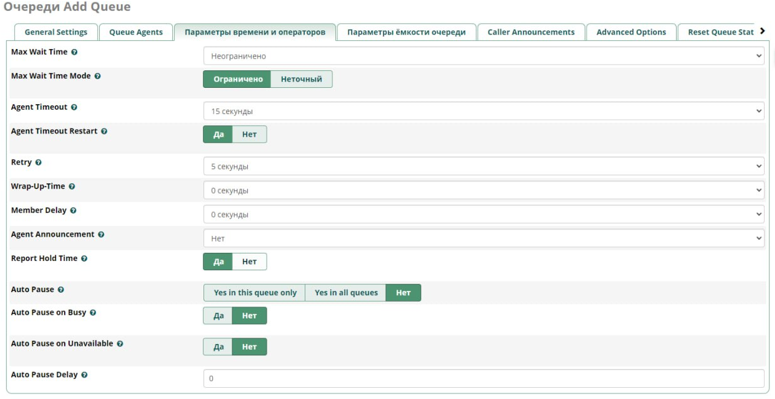 Очереди Add Queue
General Settings Queue Agents Параметры времени и операторов Параметры ёмкости очереди Caller Announcements Advanced Options Reset Queue Stat
Max Wait Time Неограничено
Max Wait Time Mode Ограничено Неточный
Agent Timeout 15 секунды
Agent Timeout Restart Да Нет
Retry 5 секунды
Wrap-Up-Time 0 секунды
Member Delay 0 секунды
Agent Announcement Нет
Report Hold Time Да Нет
Auto Pause Yes in this queue only Yes in all queues Нет
Auto Pause on Busy Да Нет
Auto Pause on Unavailable Да Нет
Auto Pause Delay 0